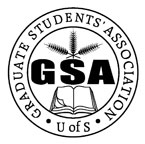 GRADUATE STUDENTS' ASSOCIATION
GSA
· U of S ·